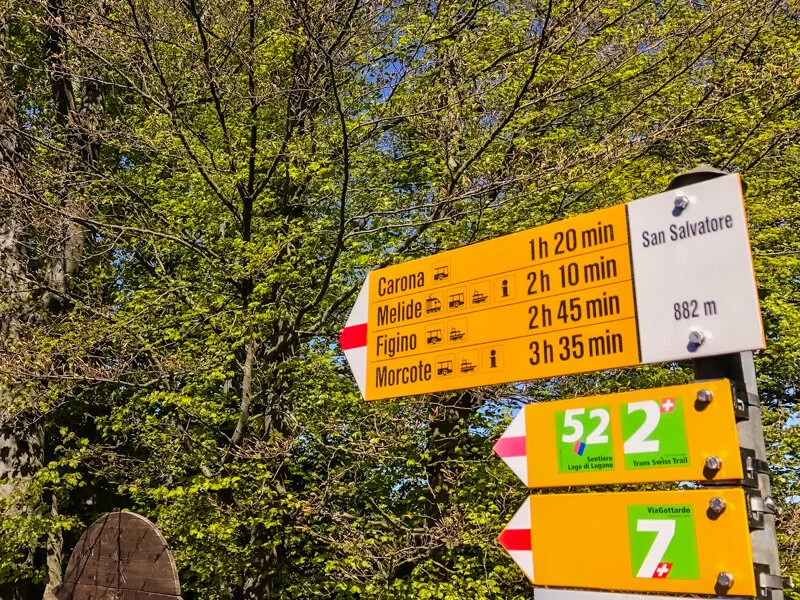 San Salvatore
882 m
Carona 1h 20 min
Melide i 2h 10 min
Figino 2h 45 min
Morcote i 3h 35 min
52
Sentiero
Lago di Lugano
2
Trans Swiss Trail
ViaGottardo
7